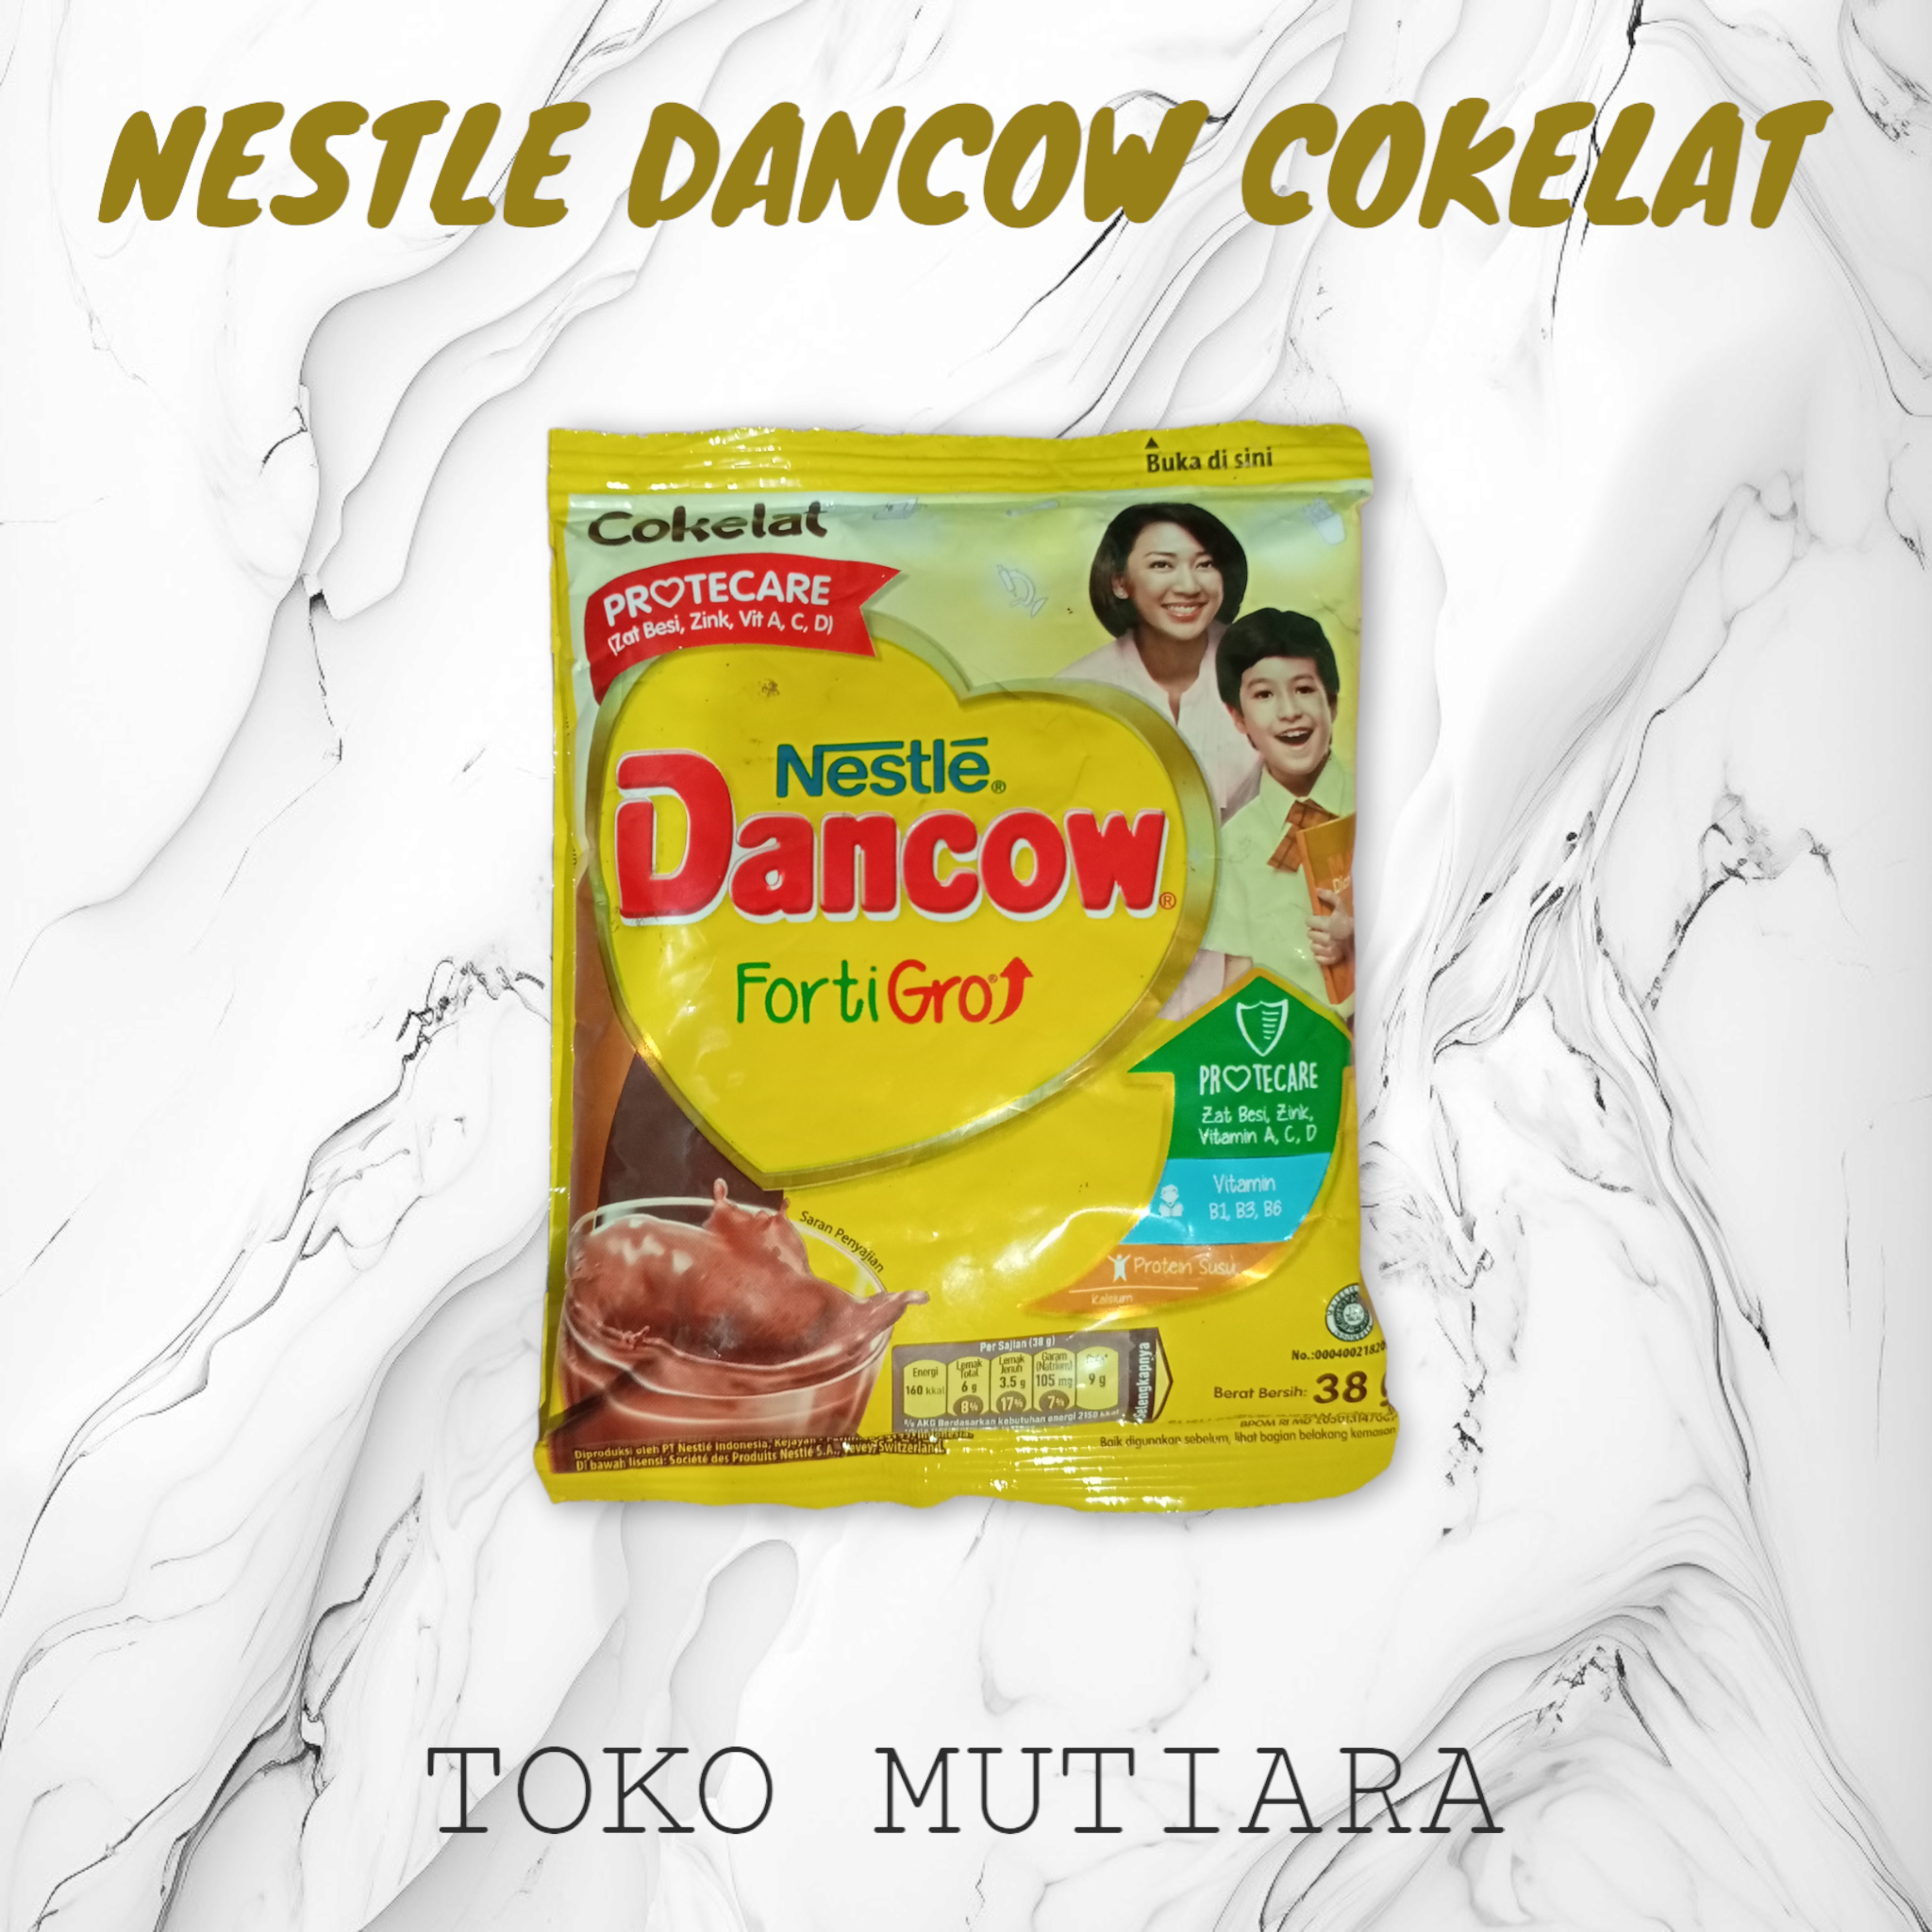 NESTLE DANCOW COKELAT
Buka di sini
Cokelat
PROTECARE
(Zat Besi, Zink, Vit A, C, D)
Nestlé®
Dancow®
FortiGro®
PROTECARE
Zat Besi, Zink,
Vitamin A, C, D
Vitamin
B1, B3, B6
Protein Susu
Kalsium
Saran Penyajian
Per Sajian (38 g)
Energi 160 kkal
Lemak Total 6 g 8%
Lemak Jenuh 3.5 g 17%
Garam (Natrium) 105 mg 7%
9 g
% AKG Berdasarkan kebutuhan energi 2150 kkal
Selengkapnya
Berat Bersih: 38
BPOM RI MD
Diproduksi oleh PT Nestlé Indonesia, Kejayan
Di bawah lisensi: Société des Produits Nestlé S.A., Vevey, Switzerland.
Baik digunakan sebelum, lihat bagian belakang kemasan
TOKO MUTIARA